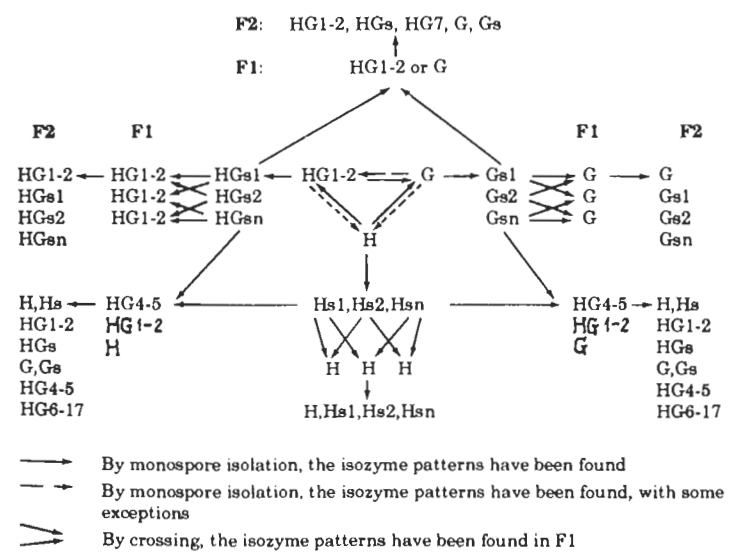 F2: HG1-2, HGs, HG7, G, Gs
F1: HG1-2 or G
F2 F1 F1 F2
HG1-2 HG1-2 HGs1 HG1-2 G Gs1 G G
HGs1 HG1-2 HGs2 Gs2 G Gs1
HGs2 HG1-2 HGsn Gsn G Gs2
HGsn Gsn
H
H,Hs HG4-5 Hs1,Hs2,Hsn HG4-5 H,Hs
HG1-2 HG1-2 HG1-2 HG1-2
HGs H G HGs
G,Gs H H H G,Gs
HG4-5 HG4-5
HG6-17 H,Hs1,Hs2,Hsn HG6-17
By monospore isolation, the isozyme patterns have been found
By monospore isolation, the isozyme patterns have been found, with some
exceptions
By crossing, the isozyme patterns have been found in F1